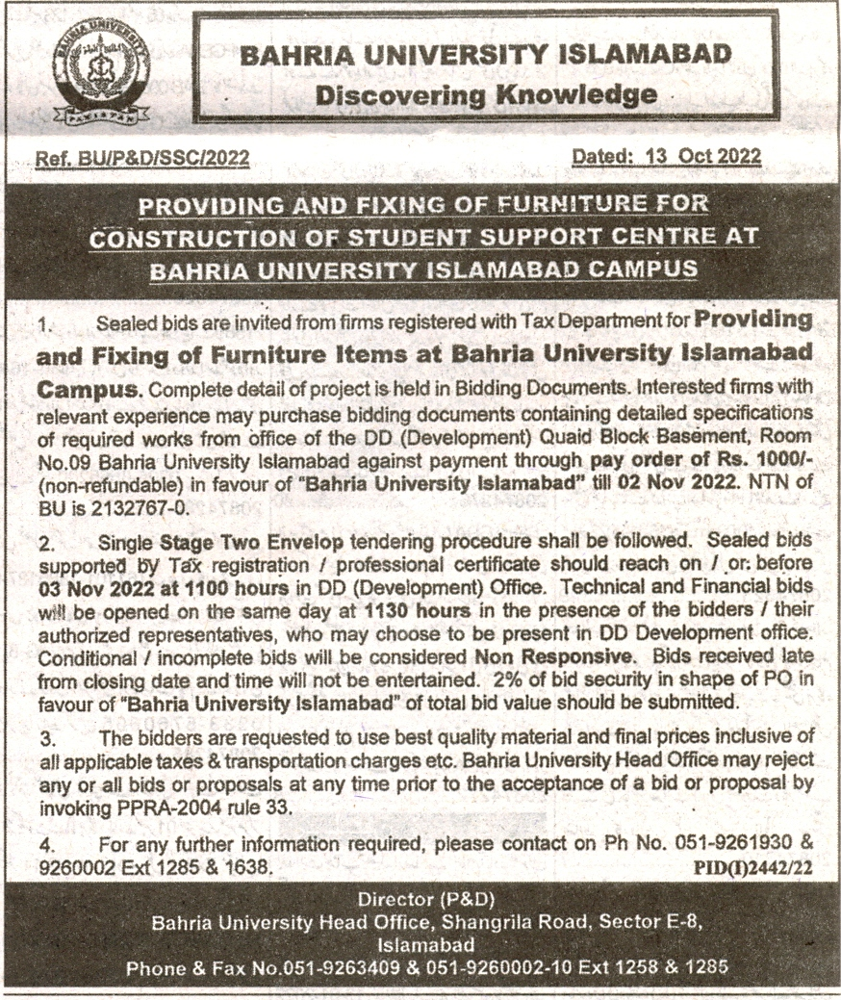 BAHRIA UNIVERSITY
PAKISTAN
BAHRIA UNIVERSITY ISLAMABAD
Discovering Knowledge
Ref. BU/P&D/SSC/2022
Dated: 13 Oct 2022
PROVIDING AND FIXING OF FURNITURE FOR
CONSTRUCTION OF STUDENT SUPPORT CENTRE AT
BAHRIA UNIVERSITY ISLAMABAD CAMPUS
1. Sealed bids are invited from firms registered with Tax Department for Providing
and Fixing of Furniture Items at Bahria University Islamabad
Campus. Complete detail of project is held in Bidding Documents. Interested firms with
relevant experience may purchase bidding documents containing detailed specifications
of required works from office of the DD (Development) Quaid Block Basement, Room
No.09 Bahria University Islamabad against payment through pay order of Rs. 1000/-
(non-refundable) in favour of "Bahria University Islamabad" till 02 Nov 2022. NTN of
BU is 2132767-0.
2. Single Stage Two Envelop tendering procedure shall be followed. Sealed bids
supported by Tax registration / professional certificate should reach on / or before
03 Nov 2022 at 1100 hours in DD (Development) Office. Technical and Financial bids
will be opened on the same day at 1130 hours in the presence of the bidders / their
authorized representatives, who may choose to be present in DD Development office.
Conditional / incomplete bids will be considered Non Responsive. Bids received late
from closing date and time will not be entertained. 2% of bid security in shape of PO in
favour of "Bahria University Islamabad" of total bid value should be submitted.
3. The bidders are requested to use best quality material and final prices inclusive of
all applicable taxes & transportation charges etc. Bahria University Head Office may reject
any or all bids or proposals at any time prior to the acceptance of a bid or proposal by
invoking PPRA-2004 rule 33.
4. For any further information required, please contact on Ph No. 051-9261930 &
9260002 Ext 1285 & 1638.
PID(I)2442/22
Director (P&D)
Bahria University Head Office, Shangrila Road, Sector E-8,
Islamabad
Phone & Fax No.051-9263409 & 051-9260002-10 Ext 1258 & 1285